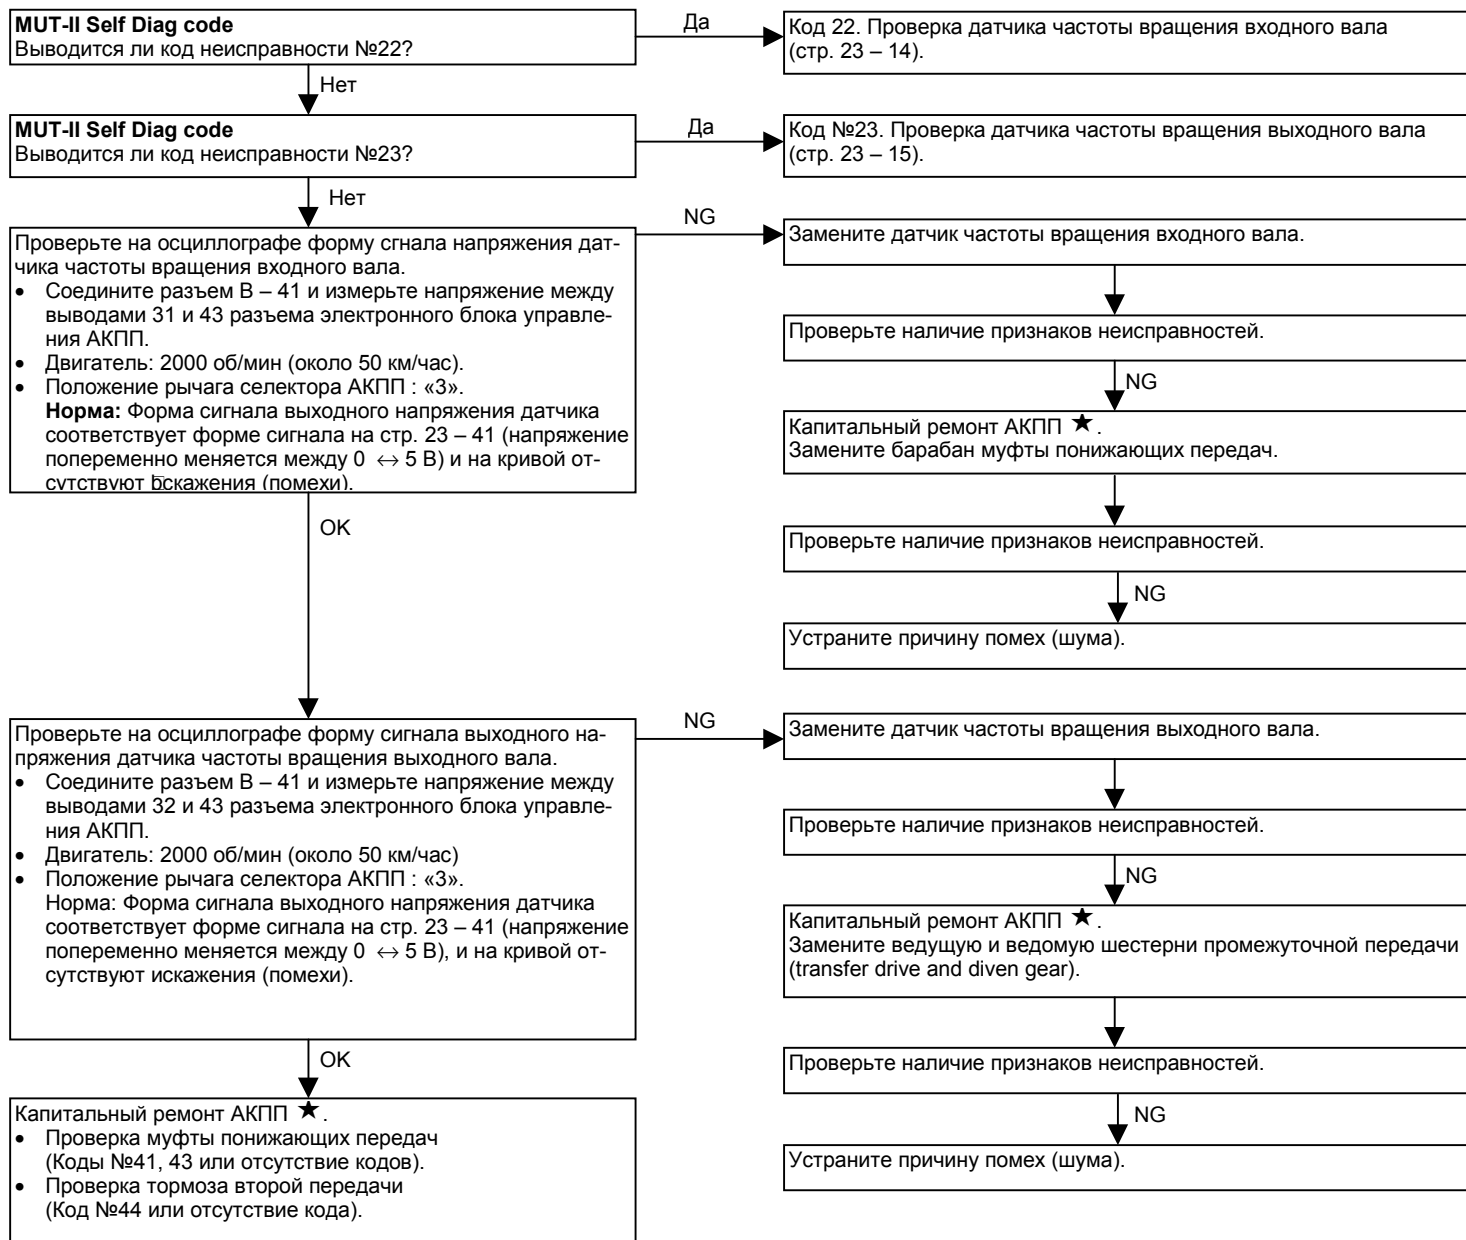 MUT-II Self Diag code
Выводится ли код неисправности №22?
Да
Код 22. Проверка датчика частоты вращения входного вала
(стр. 23 – 14).
Нет
MUT-II Self Diag code
Выводится ли код неисправности №23?
Да
Код №23. Проверка датчика частоты вращения выходного вала
(стр. 23 – 15).
Нет
Проверьте на осциллографе форму сгнала напряжения дат-
чика частоты вращения входного вала.
• Соедините разъем В – 41 и измерьте напряжение между
выводами 31 и 43 разъема электронного блока управле-
ния АКПП.
• Двигатель: 2000 об/мин (около 50 км/час).
• Положение рычага селектора АКПП : «3».
Норма: Форма сигнала выходного напряжения датчика
соответствует форме сигнала на стр. 23 – 41 (напряжение
попеременно меняется между 0 ↔ 5 В) и на кривой от-
сутствуют искажения (помехи).
NG
Замените датчик частоты вращения входного вала.
Проверьте наличие признаков неисправностей.
NG
Капитальный ремонт АКПП ★.
Замените барабан муфты понижающих передач.
Проверьте наличие признаков неисправностей.
NG
Устраните причину помех (шума).
OK
Проверьте на осциллографе форму сигнала выходного на-
пряжения датчика частоты вращения выходного вала.
• Соедините разъем В – 41 и измерьте напряжение между
выводами 32 и 43 разъема электронного блока управле-
ния АКПП.
• Двигатель: 2000 об/мин (около 50 км/час)
• Положение рычага селектора АКПП : «3».
Норма: Форма сигнала выходного напряжения датчика
соответствует форме сигнала на стр. 23 – 41 (напряжение
попеременно меняется между 0 ↔ 5 В), и на кривой от-
сутствуют искажения (помехи).
NG
Замените датчик частоты вращения выходного вала.
Проверьте наличие признаков неисправностей.
NG
Капитальный ремонт АКПП ★.
Замените ведущую и ведомую шестерни промежуточной передачи
(transfer drive and diven gear).
Проверьте наличие признаков неисправностей.
NG
Устраните причину помех (шума).
OK
Капитальный ремонт АКПП ★.
• Проверка муфты понижающих передач
(Коды №41, 43 или отсутствие кодов).
• Проверка тормоза второй передачи
(Код №44 или отсутствие кода).